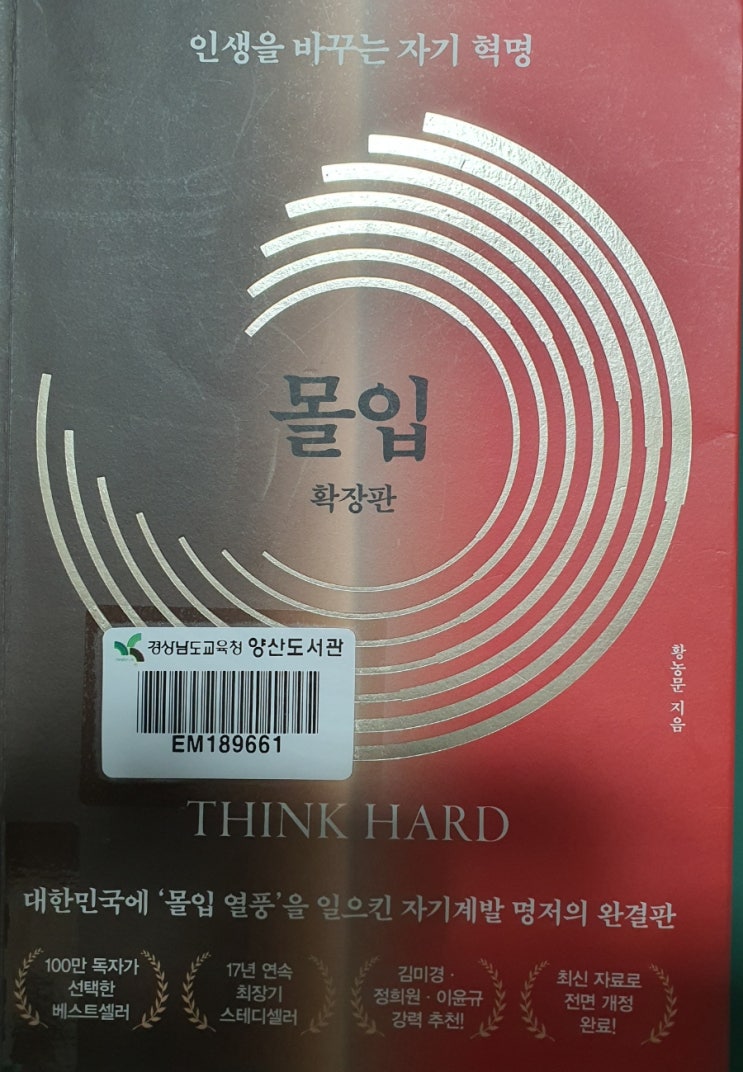 인생을 바꾸는 자기 혁명
몰입
확장판
경상남도교육청 양산도서관
EM189661
황농문 지음
THINK HARD
대한민국에 '몰입 열풍'을 일으킨 자기계발 명저의 완결판
100만 독자가
선택한
베스트셀러
17년 연속
최장기
스테디셀러
김미경·
정희원·이윤규
강력 추천!
최신 자료로
전면 개정
완료!